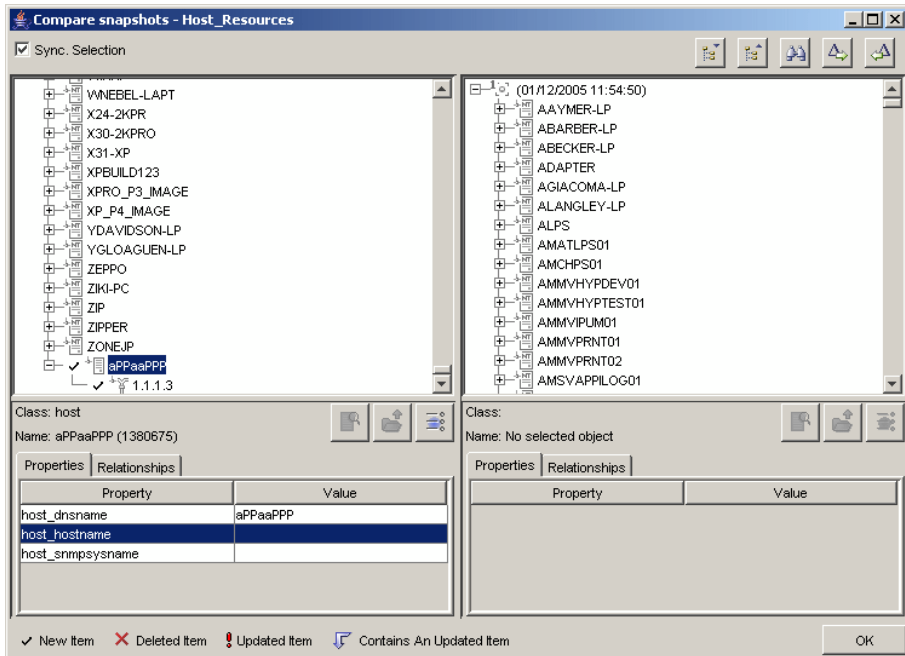 Compare snapshots - Host_Resources
Sync. Selection
WNEBEL-LAPT
X24-2KPR
X30-2KPRO
X31-XP
XPBUILD123
XPRO_P3_IMAGE
XP_P4_IMAGE
YDAVIDSON-LP
YGLOAGUEN-LP
ZEPPO
ZIKI-PC
ZIP
ZIPPER
ZONEJP
aPPaaPPP
1.1.1.3
(01/12/2005 11:54:50)
AAYMER-LP
ABARBER-LP
ABECKER-LP
ADAPTER
AGIACOMA-LP
ALANGLEY-LP
ALPS
AMATLPS01
AMCHPS01
AMMVHYPDEV01
AMMVHYPTEST01
AMMVIPUM01
AMMVPRNT01
AMMVPRNT02
AMSVAPPILOG01
Class: host
Name: aPPaaPPP (1380675)
Properties Relationships
Property Value
host_dnsname aPPaaPPP
host_hostname
host_snmpsysname
Class:
Name: No selected object
Properties Relationships
Property Value
New Item Deleted Item Updated Item Contains An Updated Item OK